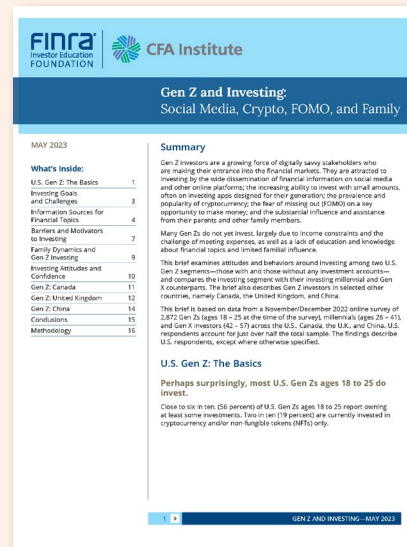 FINRA
Investor Education
FOUNDATION
CFA Institute
Gen Z and Investing:
Social Media, Crypto, FOMO, and Family
MAY 2023
What's Inside:
U.S. Gen Z: The Basics 1
Investing Goals
and Challenges 3
Information Sources for
Financial Topics 4
Barriers and Motivators
to Investing 7
Family Dynamics and
Gen Z Investing 9
Investing Attitudes and
Confidence 10
Gen Z: Canada 11
Gen Z: United Kingdom 12
Gen Z: China 14
Conclusions 15
Methodology 16
Summary
Gen Z investors are a growing force of digitally savvy stakeholders who
are making their entrance into the financial markets. They are attracted to
investing by the wide dissemination of financial information on social media
and other online platforms; the increasing ability to invest with small amounts,
often on investing apps designed for their generation; the prevalence and
popularity of cryptocurrency; the fear of missing out (FOMO) on a key
opportunity to make money; and the substantial influence and assistance
from their parents and other family members.
Many Gen Zs do not yet invest, largely due to income constraints and the
challenge of meeting expenses, as well as a lack of education and knowledge
about financial topics and limited familial influence.
This brief examines attitudes and behaviors around investing among two U.S.
Gen Z segments—those with and those without any investment accounts—
and compares the investing segment with their investing millennial and Gen
X counterparts. The brief also describes Gen Z investors in selected other
countries, namely Canada, the United Kingdom, and China.
This brief is based on data from a November/December 2022 online survey of
2,872 Gen Zs (ages 18 – 25 at the time of the survey), millennials (ages 26 – 41),
and Gen X investors (42 – 57) across the U.S., Canada, the U.K., and China. U.S.
respondents account for just over half the total sample. The findings describe
U.S. respondents, except where otherwise specified.
U.S. Gen Z: The Basics
Perhaps surprisingly, most U.S. Gen Zs ages 18 to 25 do
invest.
Close to six in ten, (56 percent) of U.S. Gen Zs ages 18 to 25 report owning
at least some investments. Two in ten (19 percent) are currently invested in
cryptocurrency and/or non-fungible tokens (NFTs) only.
1
GEN Z AND INVESTING—MAY 2023